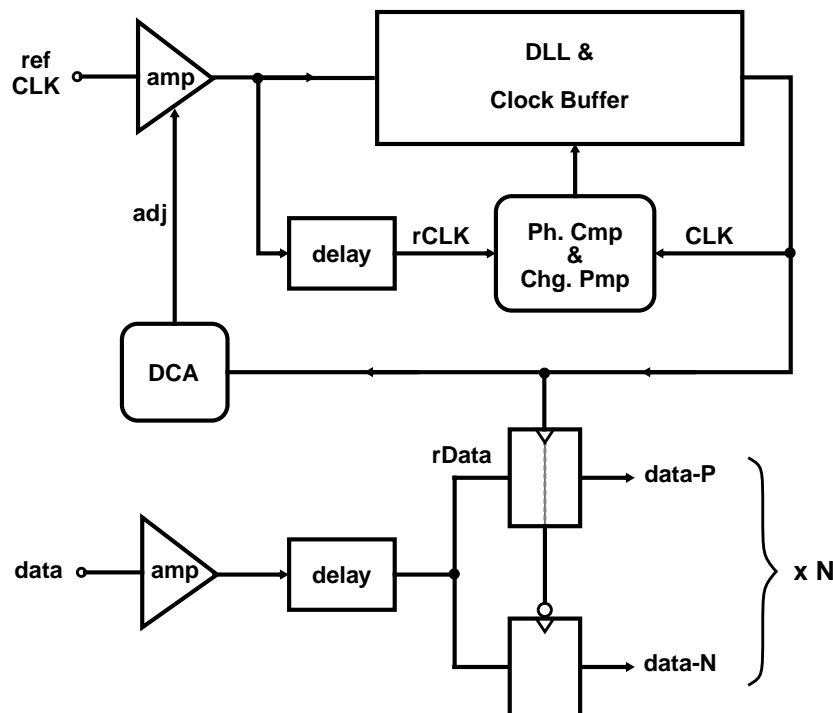 ref
CLK
amp
DLL &
Clock Buffer
adj
delay
rCLK
Ph. Cmp
&
Chg. Pmp
CLK
DCA
rData
data-P
data
amp
delay
x N
data-N